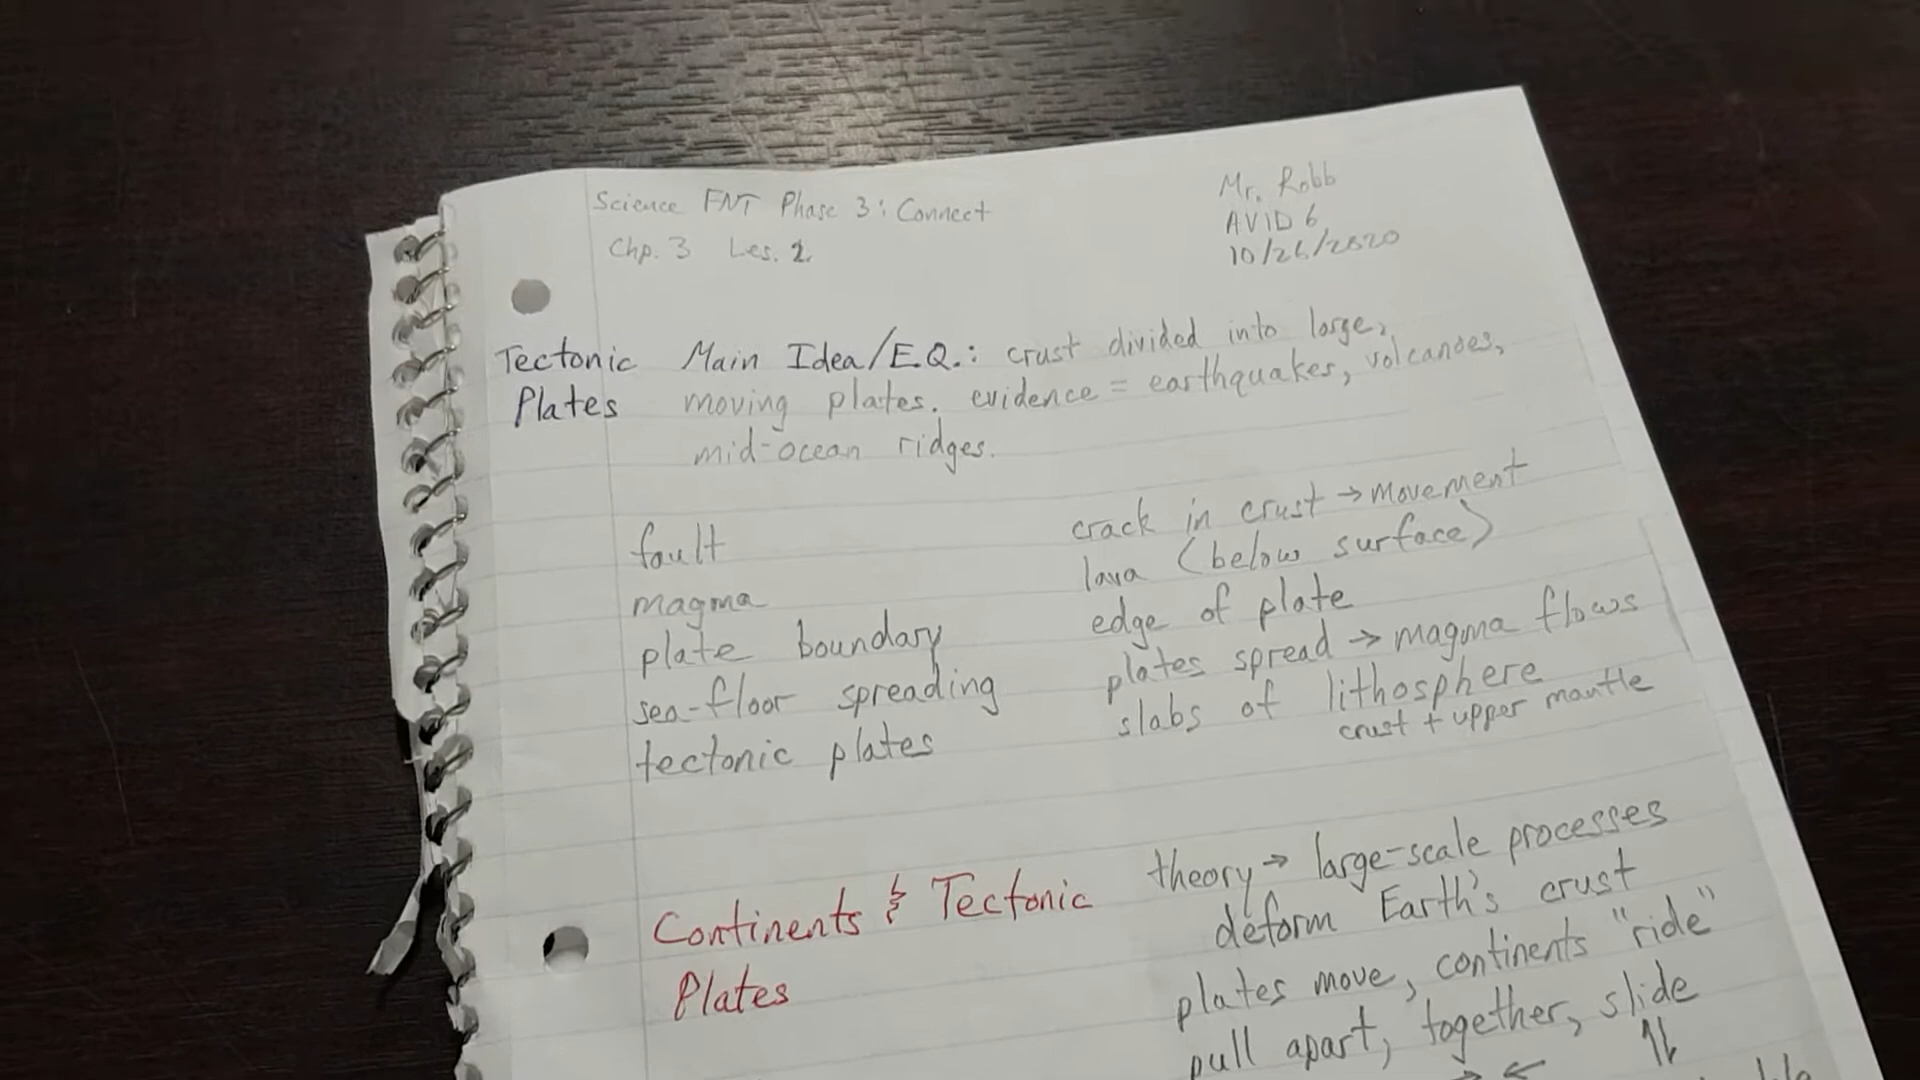 Science FNT Phase 3: Connect
Chp. 3 Les. 2
Mr. Robb
AVID 6
10/26/2020
Tectonic
Plates
Main Idea/E.Q.: crust divided into large,
moving plates. evidence = earthquakes, volcanoes,
mid-ocean ridges.
fault
crack in crust → movement
magma
lava (below surface)
plate boundary
edge of plate
sea-floor spreading
plates spread → magma flows
tectonic plates
slabs of lithosphere
crust + upper mantle
Continents & Tectonic
Plates
theory → large-scale processes
deform Earth's crust
plates move, continents "ride"
pull apart, together, slide